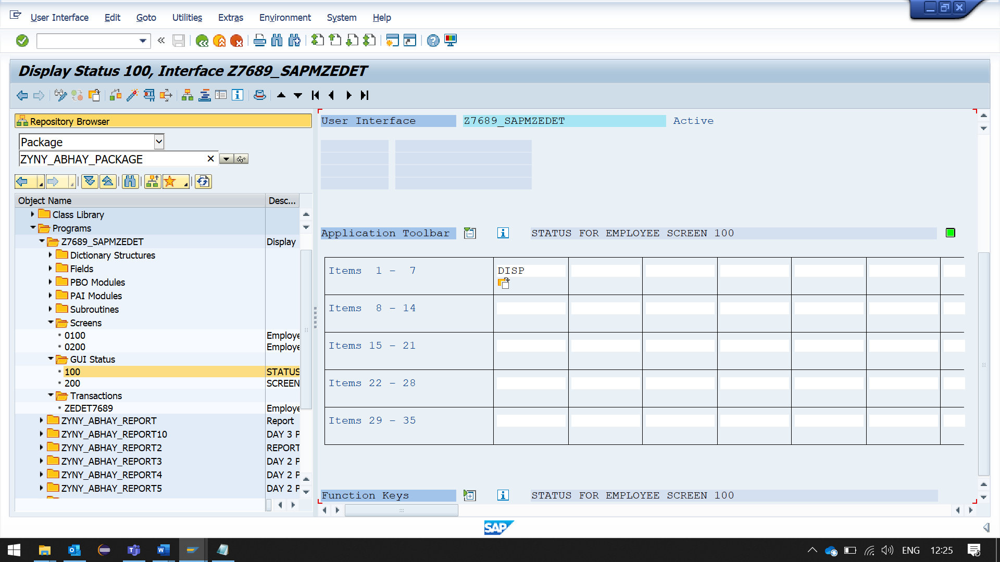 User Interface Edit Goto Utilities Extras Environment System Help
Display Status 100, Interface Z7689_SAPMZEDET
Repository Browser
Package
ZYNY_ABHAY_PACKAGE
Object Name Desc...
Class Library
Programs
Z7689_SAPMZEDET Display
Dictionary Structures
Fields
PBO Modules
PAI Modules
Subroutines
Screens
0100 Employe
0200 Employe
GUI Status
100 STATUS
200 SCREEN
Transactions
ZEDET7689 Employe
ZYNY_ABHAY_REPORT Report
ZYNY_ABHAY_REPORT10 DAY 3 P
ZYNY_ABHAY_REPORT2 REPORT
ZYNY_ABHAY_REPORT3 DAY 2 P
ZYNY_ABHAY_REPORT4 DAY 2 P
ZYNY_ABHAY_REPORT5 DAY 2 P
User Interface Z7689_SAPMZEDET Active
Application Toolbar STATUS FOR EMPLOYEE SCREEN 100
Items 1 - 7 DISP
Items 8 - 14
Items 15 - 21
Items 22 - 28
Items 29 - 35
Function Keys STATUS FOR EMPLOYEE SCREEN 100
SAP
ENG 12:25